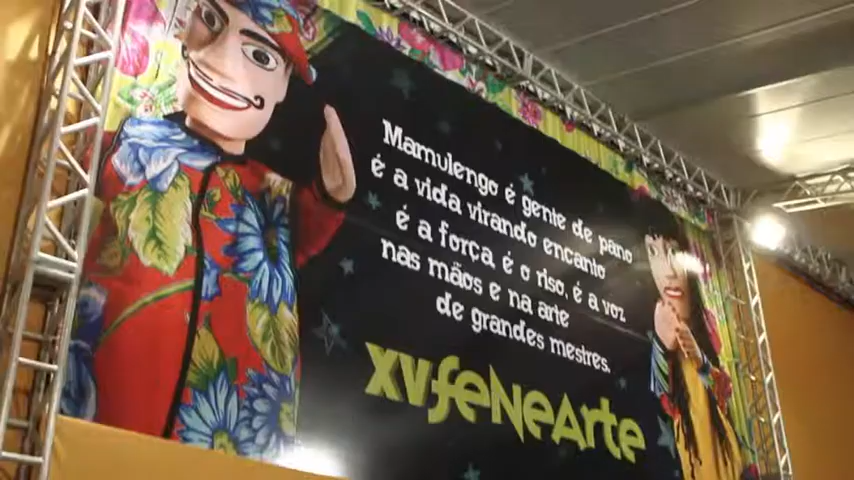 Mamulengo é gente de pano
é a vida virando encanto
é a força, é o riso, é a voz
nas mãos e na arte
de grandes mestres.
XV feNeArte